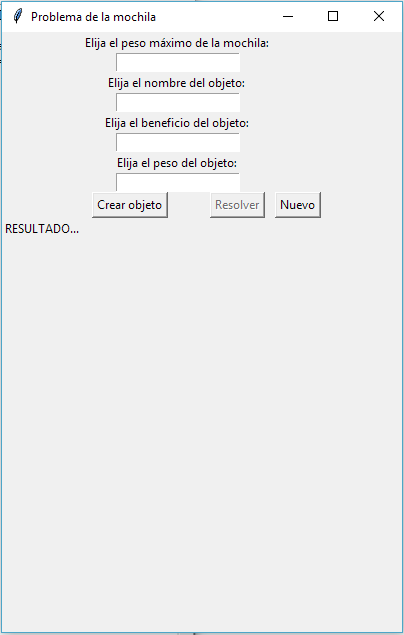 Problema de la mochila
Elija el peso máximo de la mochila:
Elija el nombre del objeto:
Elija el beneficio del objeto:
Elija el peso del objeto:
Crear objeto Resolver Nuevo
RESULTADO...